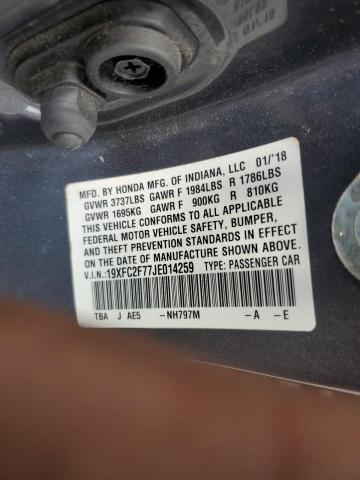 MFD. BY HONDA MFG. OF INDIANA, LLC 01/'18
GVWR 3737LBS GAWR F 1984LBS R 1786LBS
GVWR 1695KG GAWR F 900KG R 810KG
THIS VEHICLE CONFORMS TO ALL APPLICABLE
FEDERAL MOTOR VEHICLE SAFETY, BUMPER,
AND THEFT PREVENTION STANDARDS IN
EFFECT ON THE DATE OF MANUFACTURE SHOWN ABOVE.
V.I.N.:19XFC2F77JE014259 TYPE: PASSENGER CAR
TBA J AE5 -NH797M -A -E